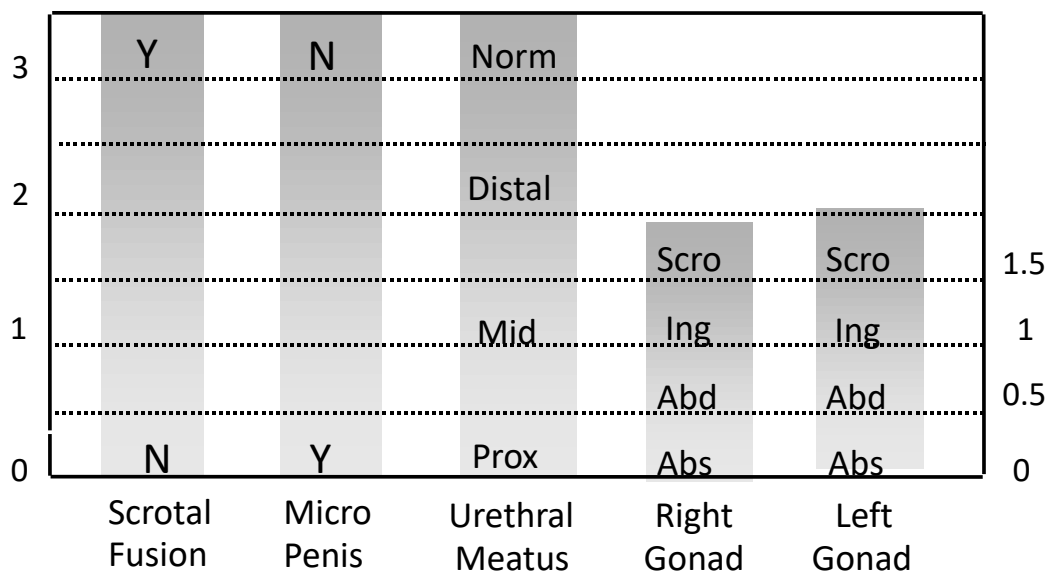 3
Y
N
Norm
2
Distal
Scro
Scro
1.5
1
Mid
Ing
Ing
1
Abd
Abd
0.5
0
N
Y
Prox
Abs
Abs
0
Scrotal
Fusion
Micro
Penis
Urethral
Meatus
Right
Gonad
Left
Gonad